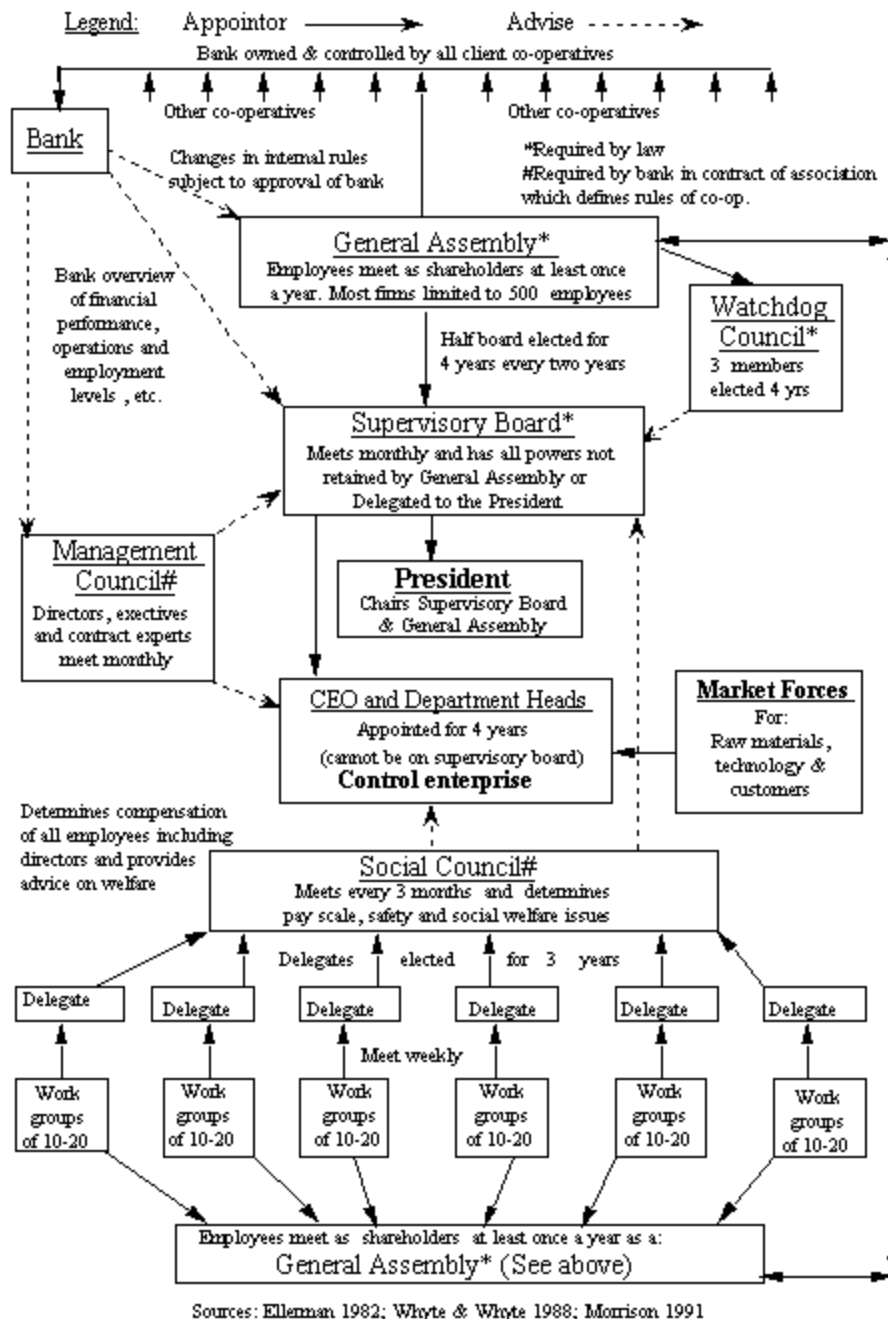 Legend: Appointor Advise
Bank owned & controlled by all client co-operatives
Other co-operatives Other co-operatives
Bank
Changes in internal rules
subject to approval of bank
*Required by law
#Required by bank in contract of association
which defines rules of co-op.
General Assembly*
Employees meet as shareholders at least once
a year. Most firms limited to 500 employees
Bank overview
of financial
performance,
operations and
employment
levels , etc.
Half board elected for
4 years every two years
Watchdog
Council*
3 members
elected 4 yrs
Supervisory Board*
Meets monthly and has all powers not
retained by General Assembly or
Delegated to the President
Management
Council#
Directors, exectives
and contract experts
meet monthly
President
Chairs Supervisory Board
& General Assembly
CEO and Department Heads
Appointed for 4 years
(cannot be on supervisory board)
Control enterprise
Market Forces
For:
Raw materials,
technology &
customers
Determines compensation
of all employees including
directors and provides
advice on welfare
Social Council#
Meets every 3 months and determines
pay scale, safety and social welfare issues
Delegates elected for 3 years
Delegate Delegate Delegate Delegate Delegate Delegate
Meet weekly
Work Work Work Work Work Work
groups groups groups groups groups groups
of 10-20 of 10-20 of 10-20 of 10-20 of 10-20 of 10-20
Employees meet as shareholders at least once a year as a:
General Assembly* (See above)
Sources: Ellerman 1982; Whyte & Whyte 1988; Morrison 1991